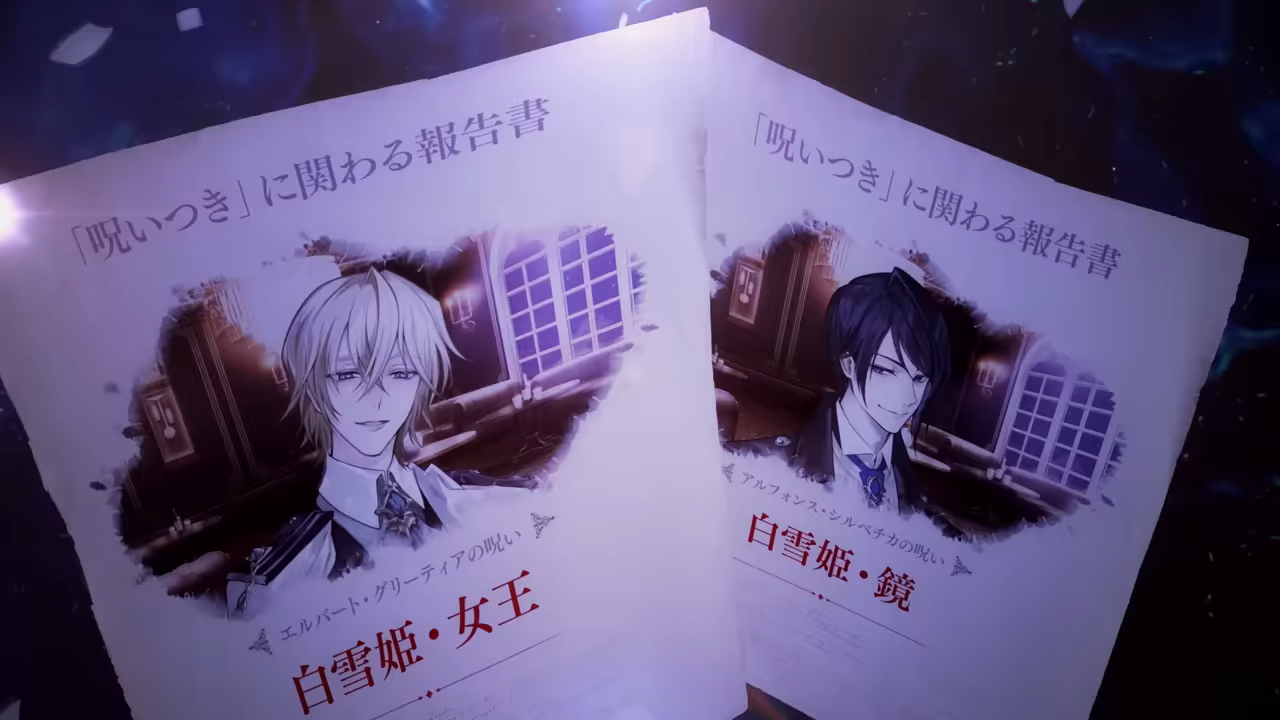 「呪いつき」に関わる報告書
エルバート・グリーティアの呪い
白雪姫・女王
「呪いつき」に関わる報告書
アルフォンス・シルベチカの呪い
白雪姫・鏡